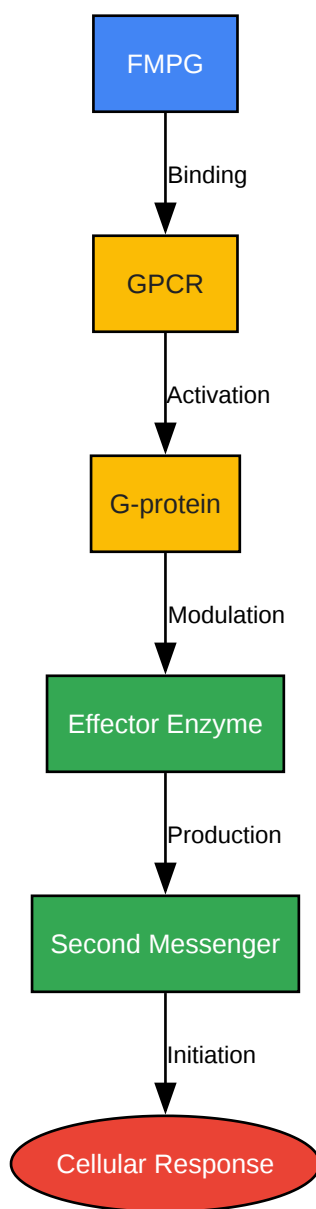 FMPG
Binding
GPCR
Activation
G-protein
Modulation
Effector Enzyme
Production
Second Messenger
Initiation
Cellular Response